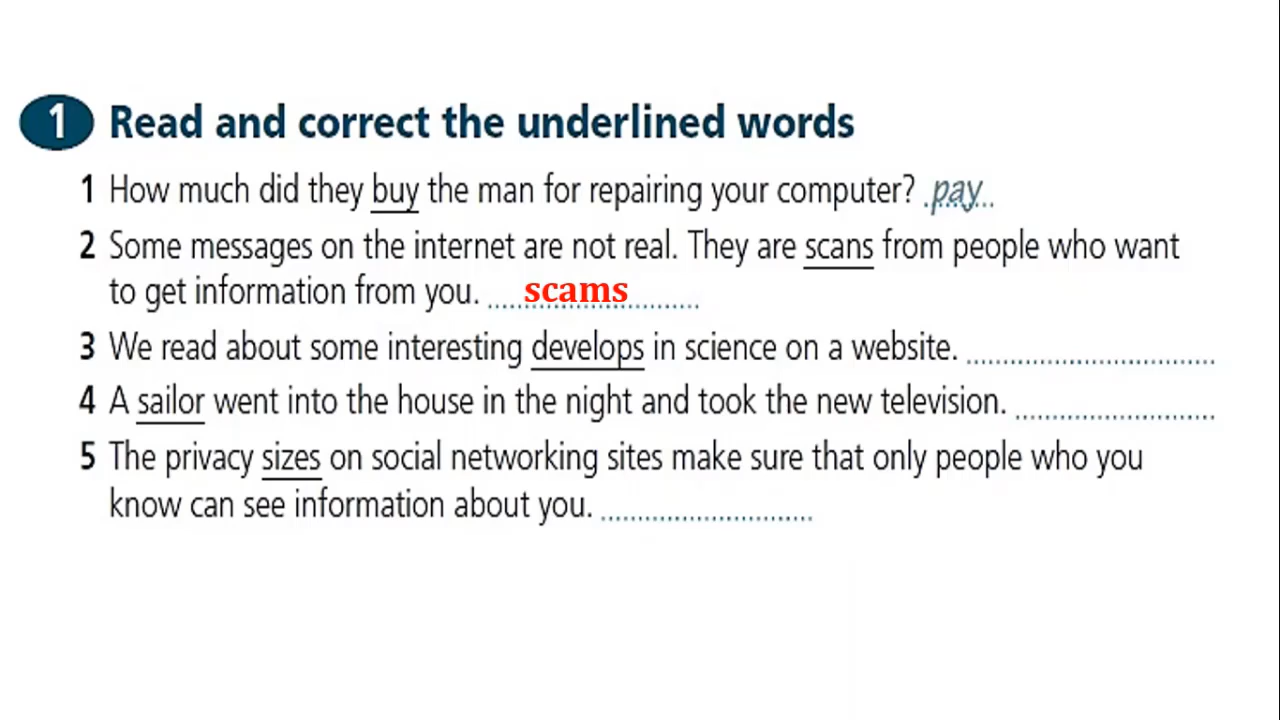 1 Read and correct the underlined words
1 How much did they buy the man for repairing your computer? pay
2 Some messages on the internet are not real. They are scans from people who want
to get information from you. scams
3 We read about some interesting develops in science on a website.
4 A sailor went into the house in the night and took the new television.
5 The privacy sizes on social networking sites make sure that only people who you
know can see information about you.